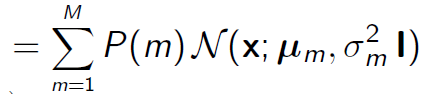 = \sum_{m=1}^{M} P(m) \mathcal{N}(\mathbf{x}; \boldsymbol{\mu}_m, \sigma_m^2 \mathbf{I})